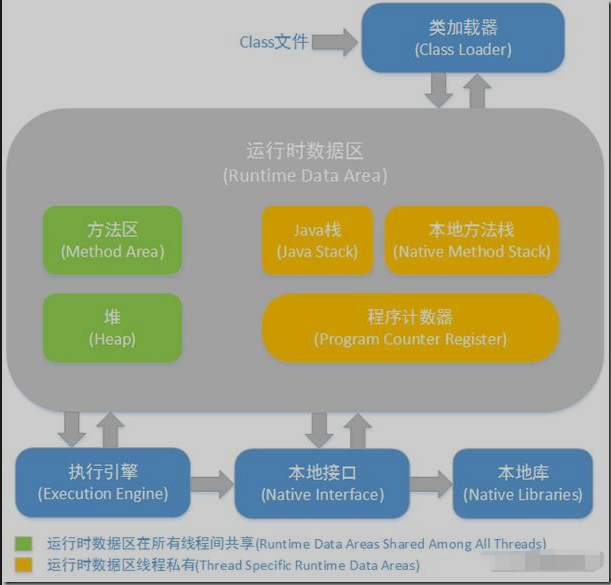 Class文件
类加载器
(Class Loader)
运行时数据区
(Runtime Data Area)
方法区
(Method Area)
Java栈
(Java Stack)
本地方法栈
(Native Method Stack)
堆
(Heap)
程序计数器
(Program Counter Register)
执行引擎
(Execution Engine)
本地接口
(Native Interface)
本地库
(Native Libraries)
运行时数据区在所有线程间共享(Runtime Data Areas Shared Among All Threads)
运行时数据区线程私有(Thread Specific Runtime Data Areas)